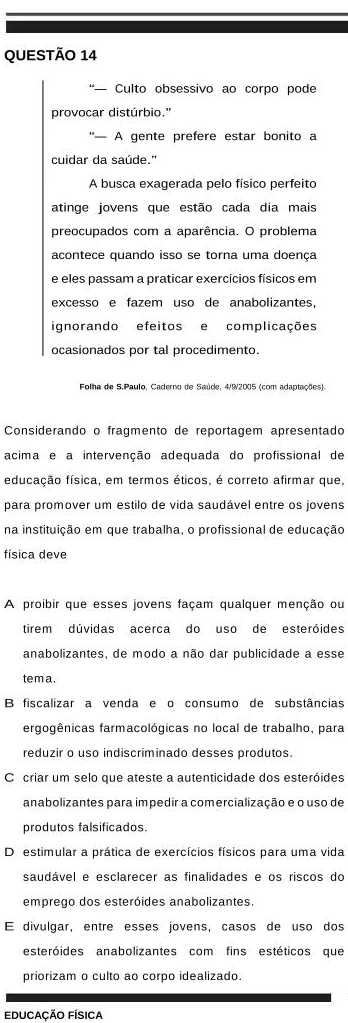 QUESTÃO 14
“— Culto obsessivo ao corpo pode
provocar distúrbio.”
“— A gente prefere estar bonito a
cuidar da saúde.”
A busca exagerada pelo físico perfeito
atinge jovens que estão cada dia mais
preocupados com a aparência. O problema
acontece quando isso se torna uma doença
e eles passam a praticar exercícios físicos em
excesso e fazem uso de anabolizantes,
ignorando efeitos e complicações
ocasionados por tal procedimento.
Folha de S.Paulo, Caderno de Saúde, 4/9/2005 (com adaptações).
Considerando o fragmento de reportagem apresentado
acima e a intervenção adequada do profissional de
educação física, em termos éticos, é correto afirmar que,
para promover um estilo de vida saudável entre os jovens
na instituição em que trabalha, o profissional de educação
física deve
A proibir que esses jovens façam qualquer menção ou
tirem dúvidas acerca do uso de esteróides
anabolizantes, de modo a não dar publicidade a esse
tema.
B fiscalizar a venda e o consumo de substâncias
ergogênicas farmacológicas no local de trabalho, para
reduzir o uso indiscriminado desses produtos.
C criar um selo que ateste a autenticidade dos esteróides
anabolizantes para impedir a comercialização e o uso de
produtos falsificados.
D estimular a prática de exercícios físicos para uma vida
saudável e esclarecer as finalidades e os riscos do
emprego dos esteróides anabolizantes.
E divulgar, entre esses jovens, casos de uso dos
esteróides anabolizantes com fins estéticos que
priorizam o culto ao corpo idealizado.
EDUCAÇÃO FÍSICA